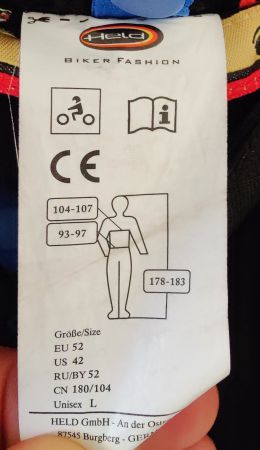 Held
BIKER FASHION
i
CE
104-107
93-97
178-183
Größe/Size
EU 52
US 42
RU/BY 52
CN 180/104
Unisex L
HELD GmbH - An der
87545 Burgberg -